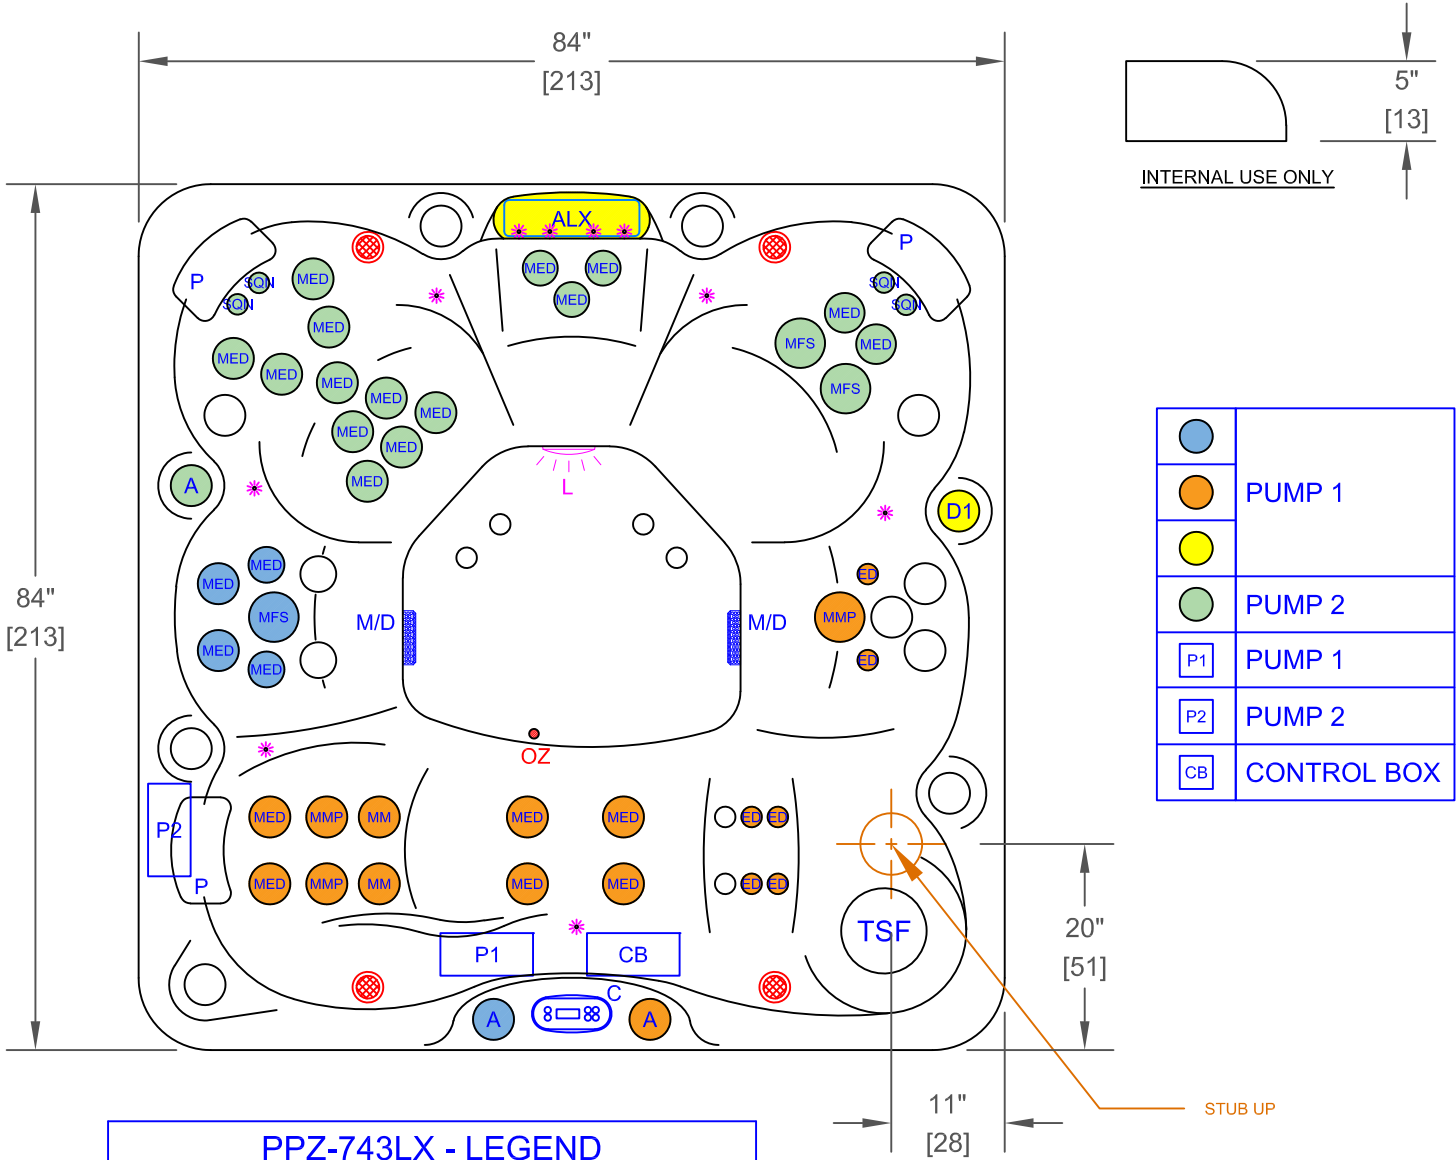 84"
[213]
5"
[13]
INTERNAL USE ONLY
ALX
P
P
SQN
SQN
MED
MED
MED
MED
MED
MED
MED
MED
MED
MED
MED
MED
MED
SQN
SQN
MED
MED
MFS
MFS
A
L
D1
PUMP 1
PUMP 2
P1
PUMP 1
P2
PUMP 2
CB
CONTROL BOX
84"
[213]
MED
MED
MFS
MED
MED
M/D
M/D
ED
MMP
ED
OZ
P2
P
MED
MMP
MM
MED
MED
ED
ED
MED
MMP
MM
MED
MED
ED
ED
TSF
P1
CB
C
A
A
20"
[51]
11"
[28]
STUB UP
PPZ-743LX - LEGEND